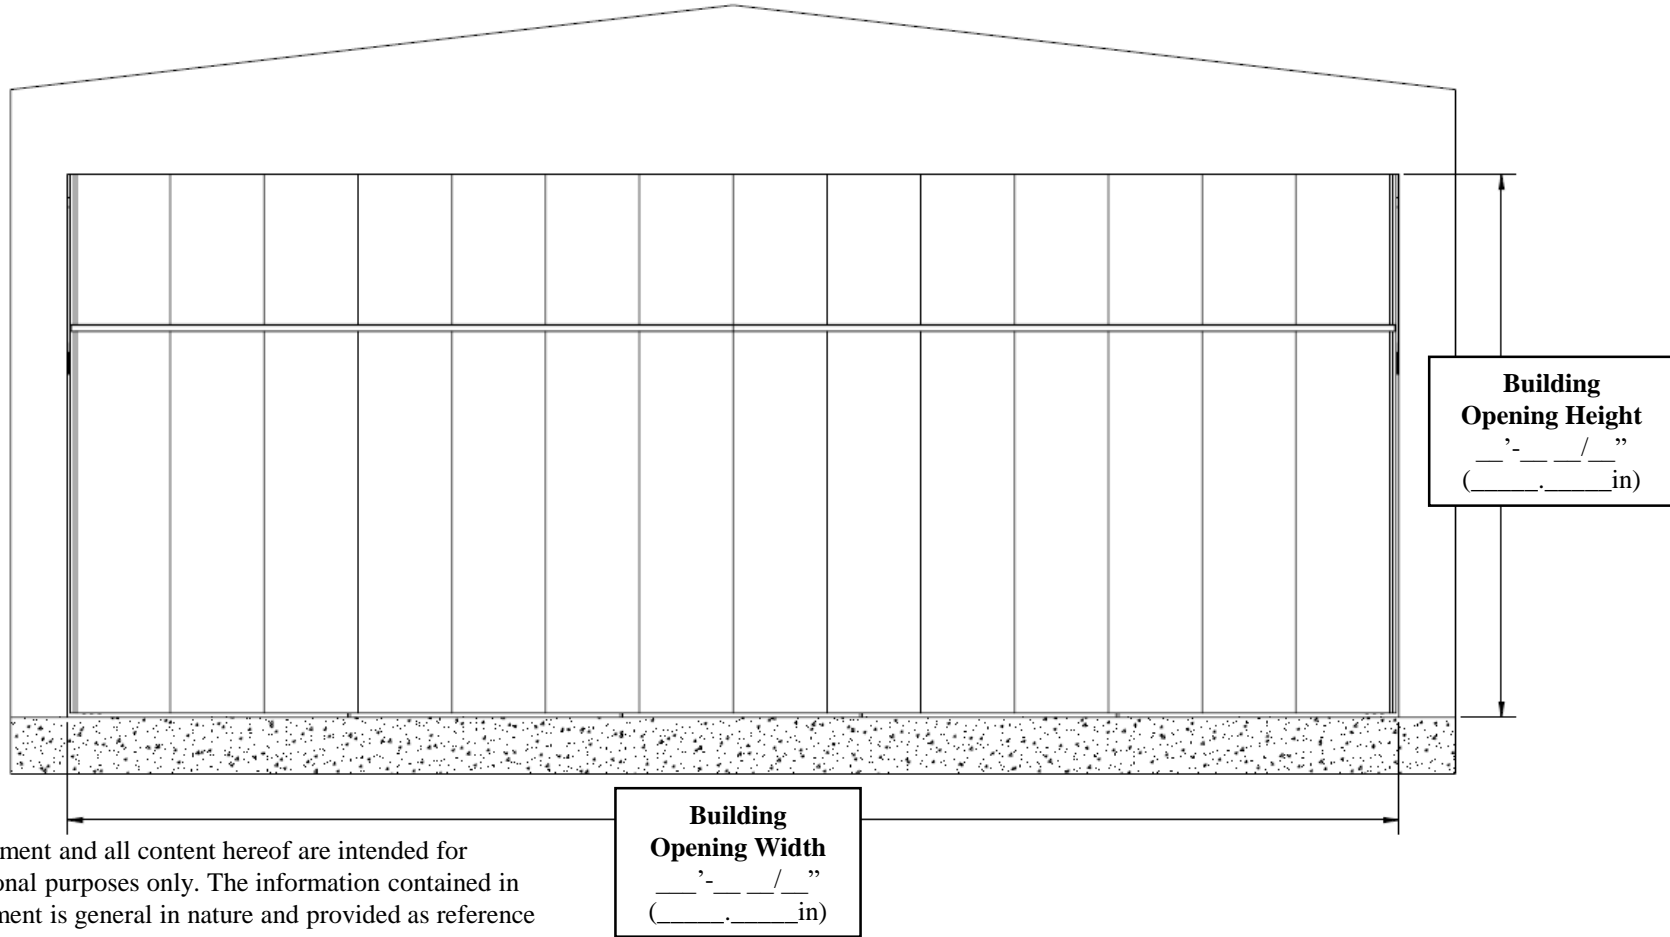 Building
Opening Height
__’-__ __/__”
(_____._____in)
Building
Opening Width
___’-__ __/__”
(_____._____in)
ment and all content hereof are intended for
onal purposes only. The information contained in
ment is general in nature and provided as reference